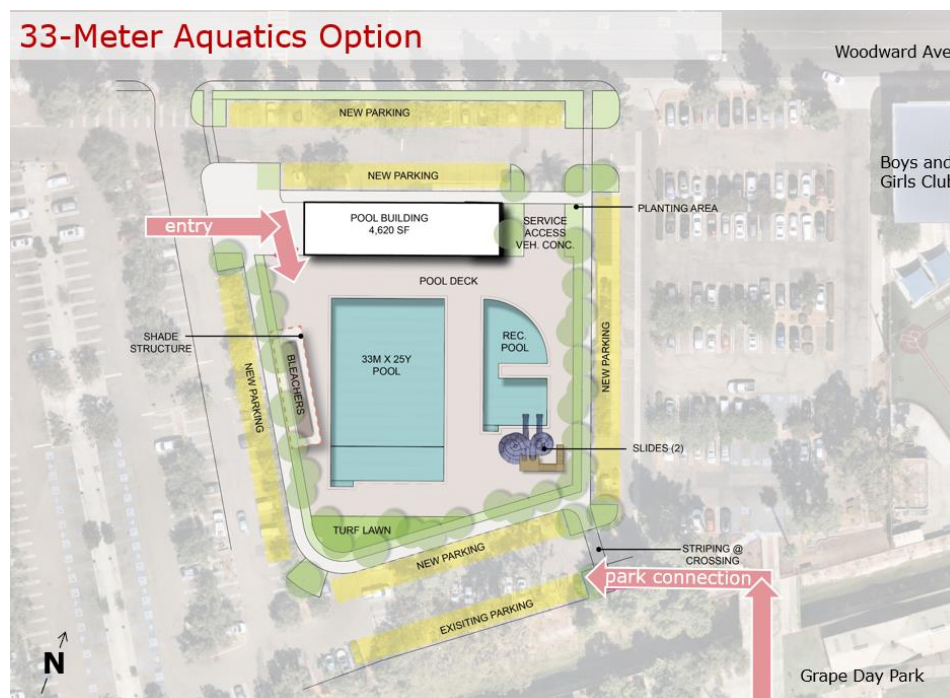 33-Meter Aquatics Option
Woodward Ave
NEW PARKING
Boys and
Girls Club
NEW PARKING
PLANTING AREA
POOL BUILDING
4,620 SF
SERVICE
ACCESS
VEH. CONC.
entry
POOL DECK
SHADE
STRUCTURE
BLEACHERS
33M X 25Y
POOL
REC.
POOL
NEW PARKING
NEW PARKING
SLIDES (2)
TURF LAWN
NEW PARKING
STRIPING @
CROSSING
park connection
EXISITING PARKING
N
Grape Day Park